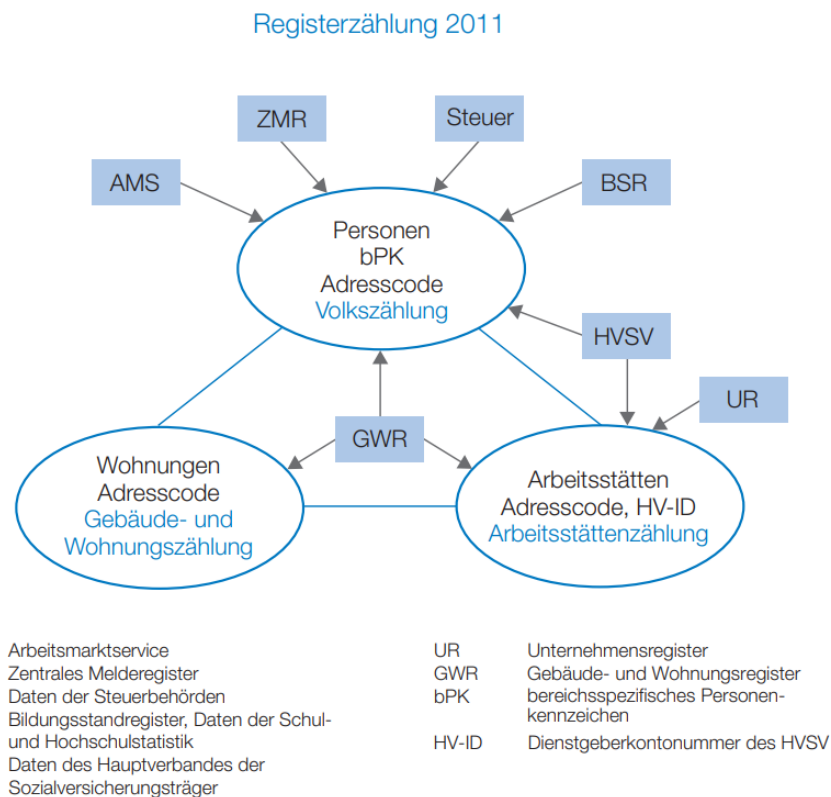 Registerzählung 2011
ZMR
Steuer
AMS
BSR
Personen
bPK
Adresscode
Volkszählung
HVSV
UR
GWR
Wohnungen
Adresscode
Gebäude- und
Wohnungszählung
Arbeitsstätten
Adresscode, HV-ID
Arbeitsstättenzählung
Arbeitsmarktservice
Zentrales Melderegister
Daten der Steuerbehörden
Bildungsstandregister, Daten der Schul-
und Hochschulstatistik
Daten des Hauptverbandes der
Sozialversicherungsträger
UR Unternehmensregister
GWR Gebäude- und Wohnungsregister
bPK bereichsspezifisches Personen-
kennzeichen
HV-ID Dienstgeberkontonummer des HVSV